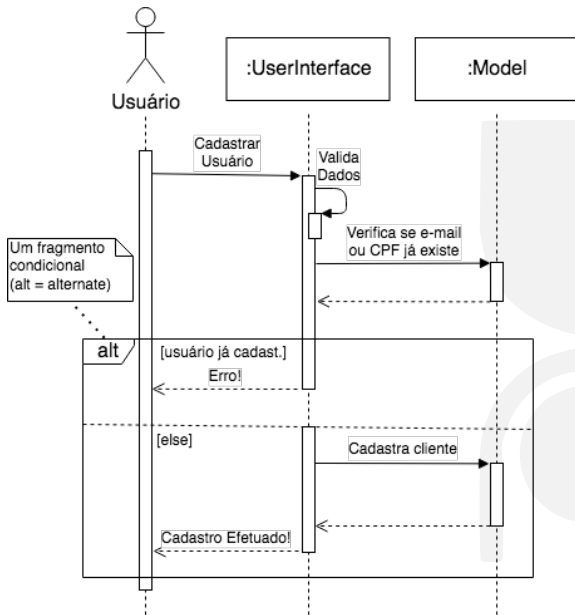 Usuário
:UserInterface
:Model
Cadastrar
Usuário
Valida
Dados
Verifica se e-mail
ou CPF já existe
Um fragmento
condicional
(alt = alternate)
alt
[usuário já cadast.]
Erro!
[else]
Cadastra cliente
Cadastro Efetuado!